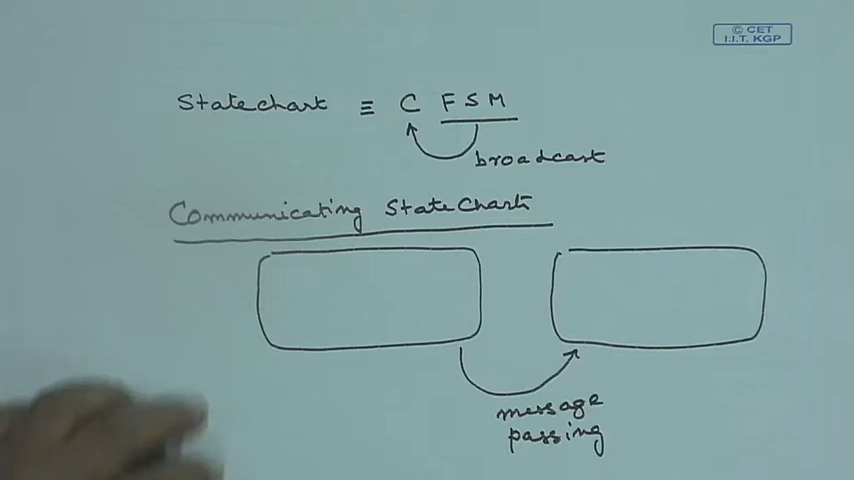 © CET
I.I.T. KGP
Statechart ≡ C FSM
broadcast
Communicating StateCharts
message
passing